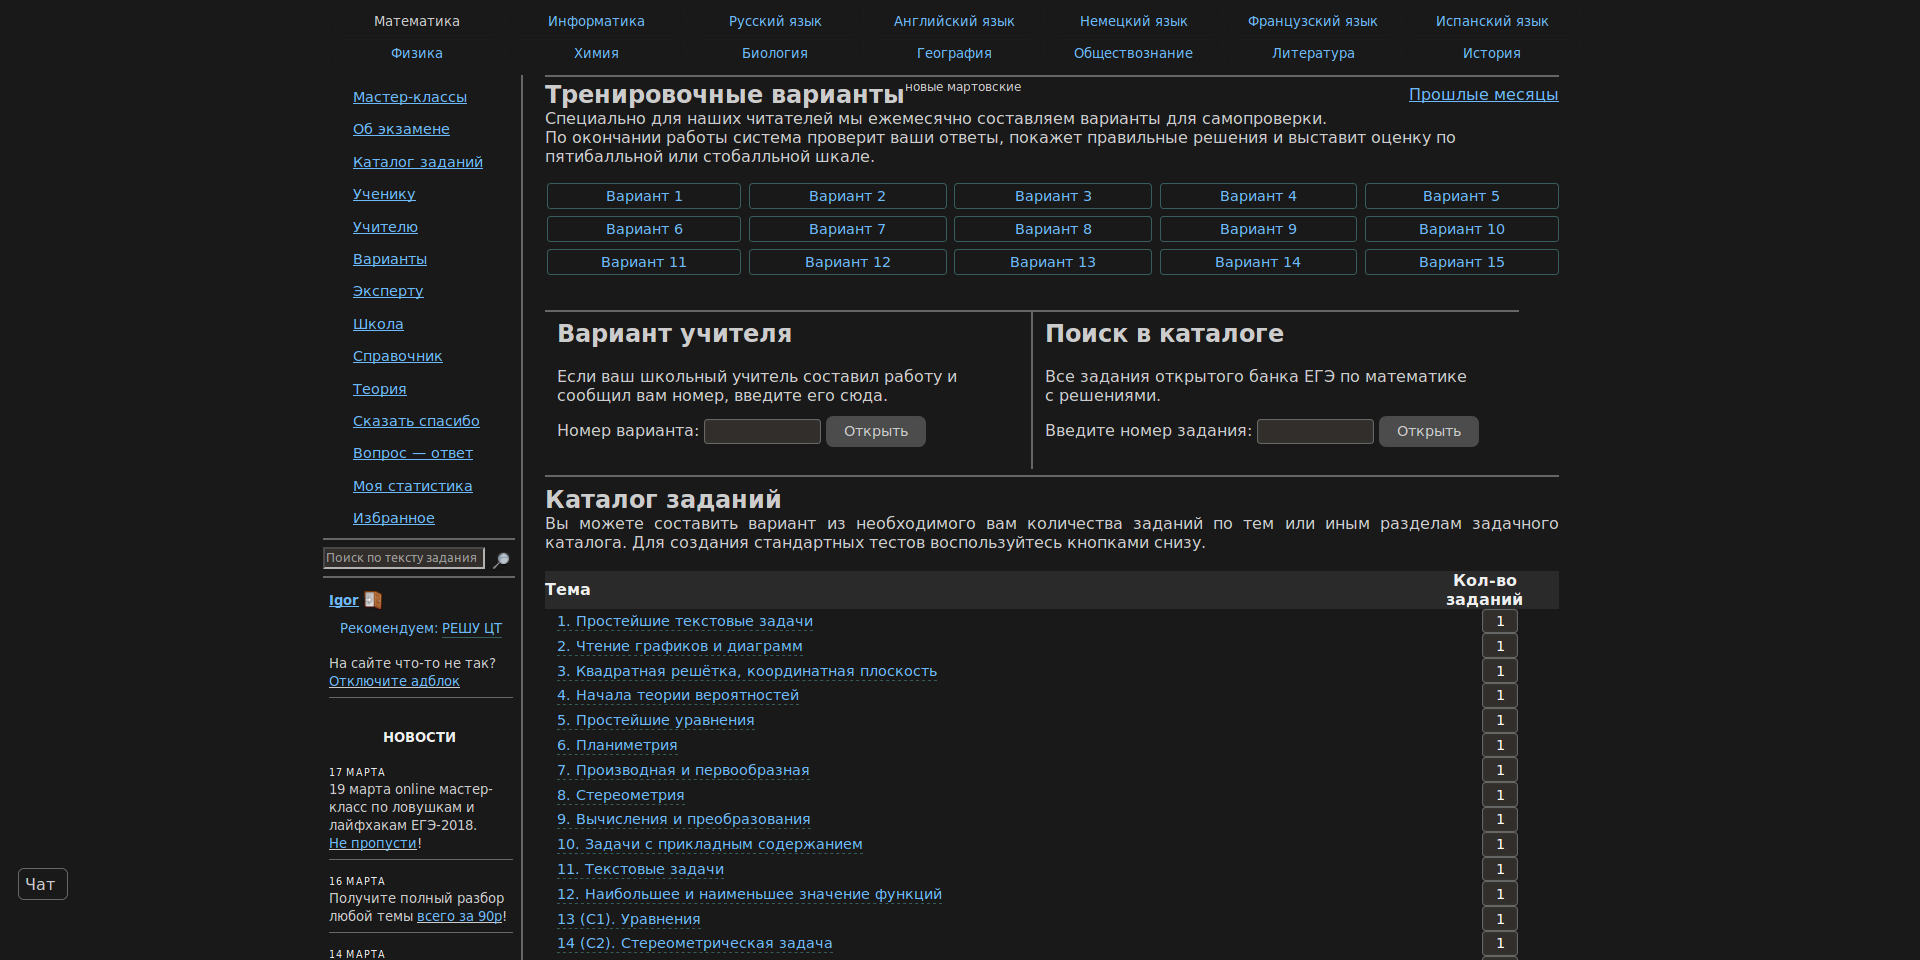 Математика Информатика Русский язык Английский язык Немецкий язык Французский язык Испанский язык
Физика Химия Биология География Обществознание Литература История
Мастер-классы
Об экзамене
Каталог заданий
Ученику
Учителю
Варианты
Эксперту
Школа
Справочник
Теория
Сказать спасибо
Вопрос — ответ
Моя статистика
Избранное
Поиск по тексту задания
Igor
Рекомендуем: РЕШУ ЦТ
На сайте что-то не так?
Отключите адблок
НОВОСТИ
17 МАРТА
19 марта online мастер-
класс по ловушкам и
лайфхакам ЕГЭ-2018.
Не пропусти!
16 МАРТА
Получите полный разбор
любой темы всего за 90р!
14 МАРТА
Чат
Тренировочные варианты новые мартовские Прошлые месяцы
Специально для наших читателей мы ежемесячно составляем варианты для самопроверки.
По окончании работы система проверит ваши ответы, покажет правильные решения и выставит оценку по
пятибалльной или стобалльной шкале.
Вариант 1 Вариант 2 Вариант 3 Вариант 4 Вариант 5
Вариант 6 Вариант 7 Вариант 8 Вариант 9 Вариант 10
Вариант 11 Вариант 12 Вариант 13 Вариант 14 Вариант 15
Вариант учителя
Если ваш школьный учитель составил работу и
сообщил вам номер, введите его сюда.
Номер варианта: Открыть
Поиск в каталоге
Все задания открытого банка ЕГЭ по математике
с решениями.
Введите номер задания: Открыть
Каталог заданий
Вы можете составить вариант из необходимого вам количества заданий по тем или иным разделам задачного
каталога. Для создания стандартных тестов воспользуйтесь кнопками снизу.
Тема Кол-во
заданий
1. Простейшие текстовые задачи 1
2. Чтение графиков и диаграмм 1
3. Квадратная решётка, координатная плоскость 1
4. Начала теории вероятностей 1
5. Простейшие уравнения 1
6. Планиметрия 1
7. Производная и первообразная 1
8. Стереометрия 1
9. Вычисления и преобразования 1
10. Задачи с прикладным содержанием 1
11. Текстовые задачи 1
12. Наибольшее и наименьшее значение функций 1
13 (C1). Уравнения 1
14 (C2). Стереометрическая задача 1